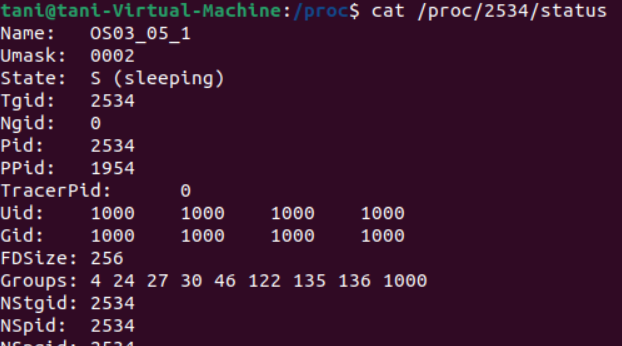 tani@tani-Virtual-Machine:/proc$ cat /proc/2534/status
Name:   OS03_05_1
Umask:  0002
State:  S (sleeping)
Tgid:   2534
Ngid:   0
Pid:    2534
PPid:   1954
TracerPid:      0
Uid:    1000    1000    1000    1000
Gid:    1000    1000    1000    1000
FDSize: 256
Groups: 4 24 27 30 46 122 135 136 1000
NStgid: 2534
NSpid:  2534